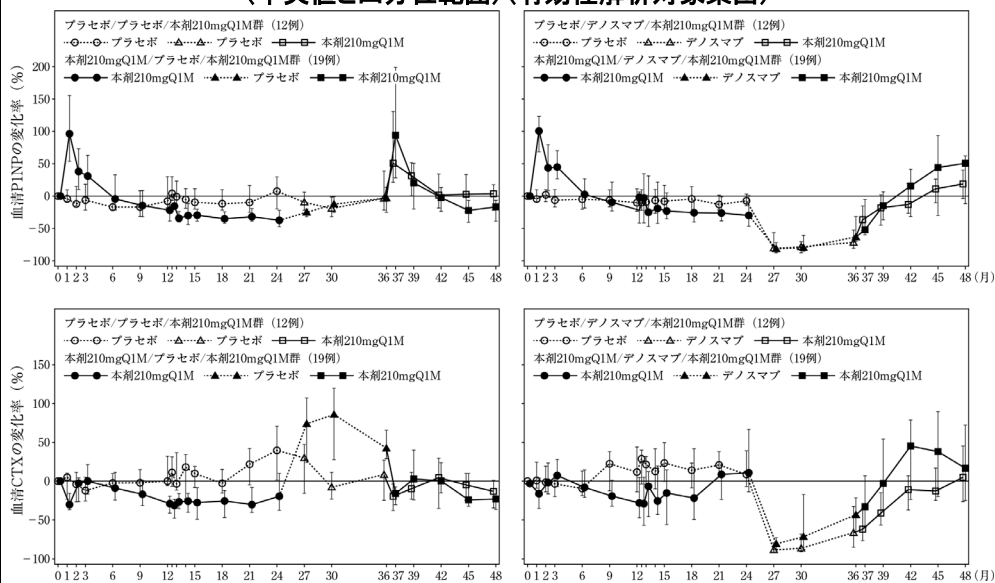 （中央値と四分位範囲）（有効性解析対象集団）
プラセボ/プラセボ/本剤210mgQ1M群（12例）
プラセボ プラセボ 本剤210mgQ1M
本剤210mgQ1M/プラセボ/本剤210mgQ1M群（19例）
本剤210mgQ1M プラセボ 本剤210mgQ1M
血清P1NPの変化率（%）
200
150
100
50
0
−50
−100
0 1 2 3 6 9 12 13 14 15 18 21 24 27 30 36 37 39 42 45 48
プラセボ/デノスマブ/本剤210mgQ1M群（12例）
プラセボ デノスマブ 本剤210mgQ1M
本剤210mgQ1M/デノスマブ/本剤210mgQ1M群（19例）
本剤210mgQ1M デノスマブ 本剤210mgQ1M
0 1 2 3 6 9 12 13 14 15 18 21 24 27 30 36 37 39 42 45 48（月）
プラセボ/プラセボ/本剤210mgQ1M群（12例）
プラセボ プラセボ 本剤210mgQ1M
本剤210mgQ1M/プラセボ/本剤210mgQ1M群（19例）
本剤210mgQ1M プラセボ 本剤210mgQ1M
血清CTXの変化率（%）
150
100
50
0
−50
−100
0 1 2 3 6 9 12 13 14 15 18 21 24 27 30 36 37 39 42 45 48
プラセボ/デノスマブ/本剤210mgQ1M群（12例）
プラセボ デノスマブ 本剤210mgQ1M
本剤210mgQ1M/デノスマブ/本剤210mgQ1M群（19例）
本剤210mgQ1M デノスマブ 本剤210mgQ1M
0 1 2 3 6 9 12 13 14 15 18 21 24 27 30 36 37 39 42 45 48（月）